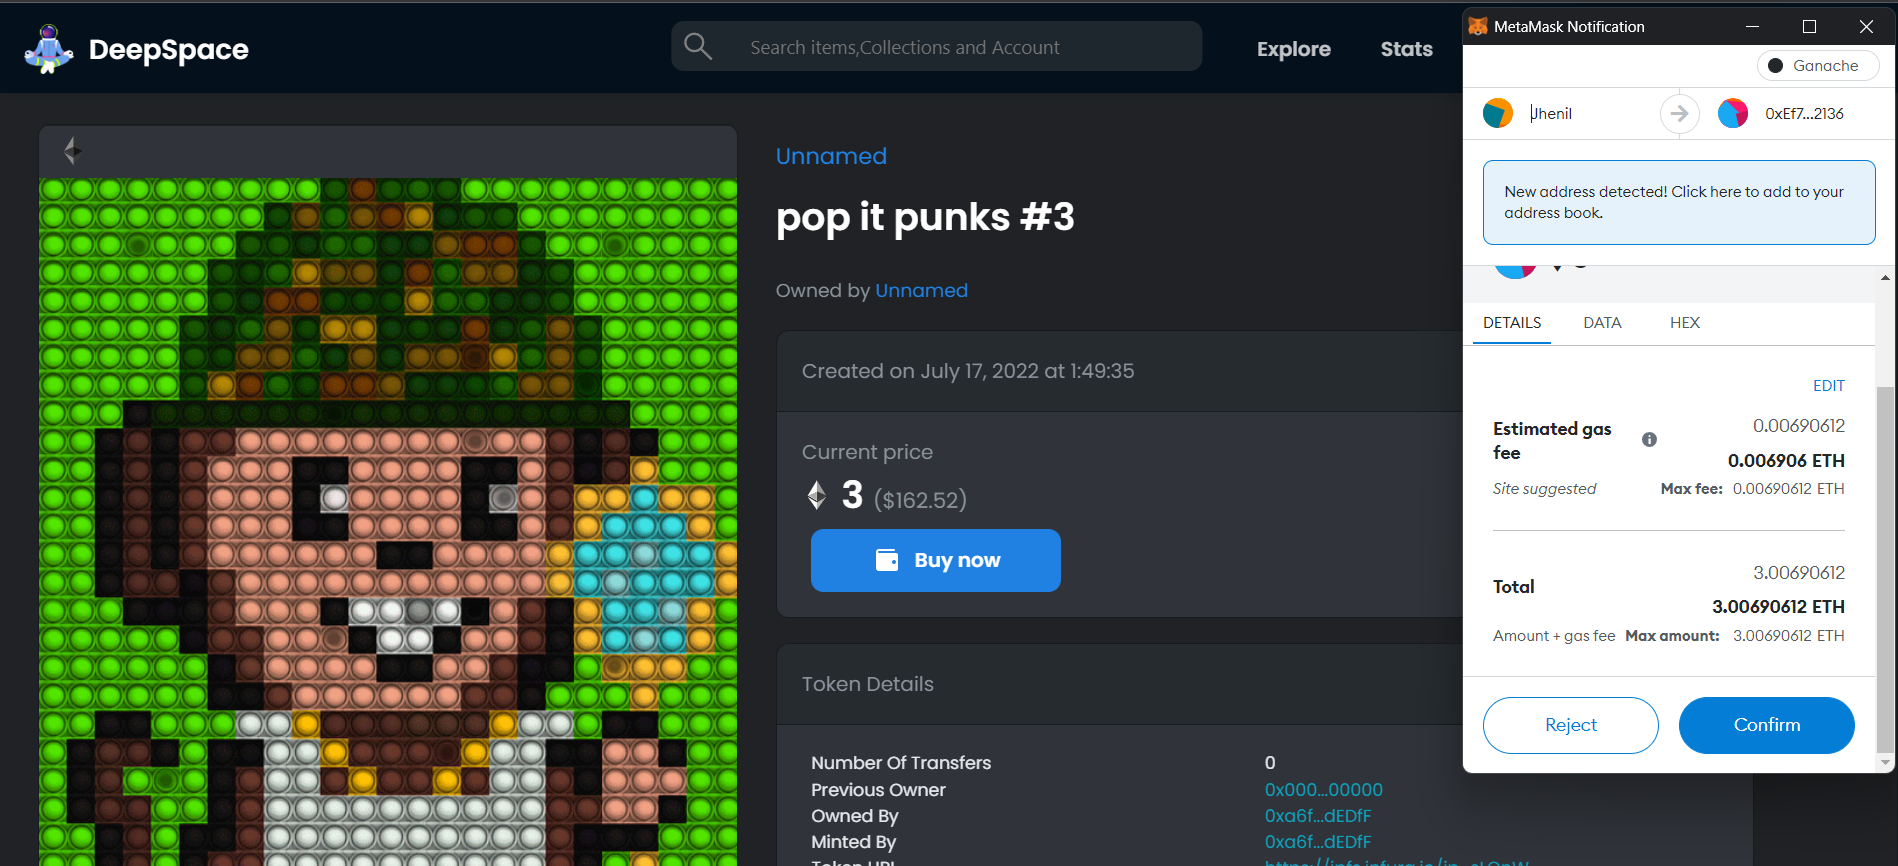 DeepSpace
Search items,Collections and Account
Explore
Stats
Unnamed
pop it punks #3
Owned by Unnamed
Created on July 17, 2022 at 1:49:35
Current price
3 ($162.52)
Buy now
Token Details
Number Of Transfers 0
Previous Owner 0x000...00000
Owned By 0xa6f...dEDfF
Minted By 0xa6f...dEDfF
MetaMask Notification
Ganache
Jhenil
0xEf7...2136
New address detected! Click here to add to your
address book.
DETAILS
DATA
HEX
EDIT
Estimated gas
fee
0.00690612
0.006906 ETH
Site suggested
Max fee: 0.00690612 ETH
Total
3.00690612
3.00690612 ETH
Amount + gas fee Max amount: 3.00690612 ETH
Reject
Confirm